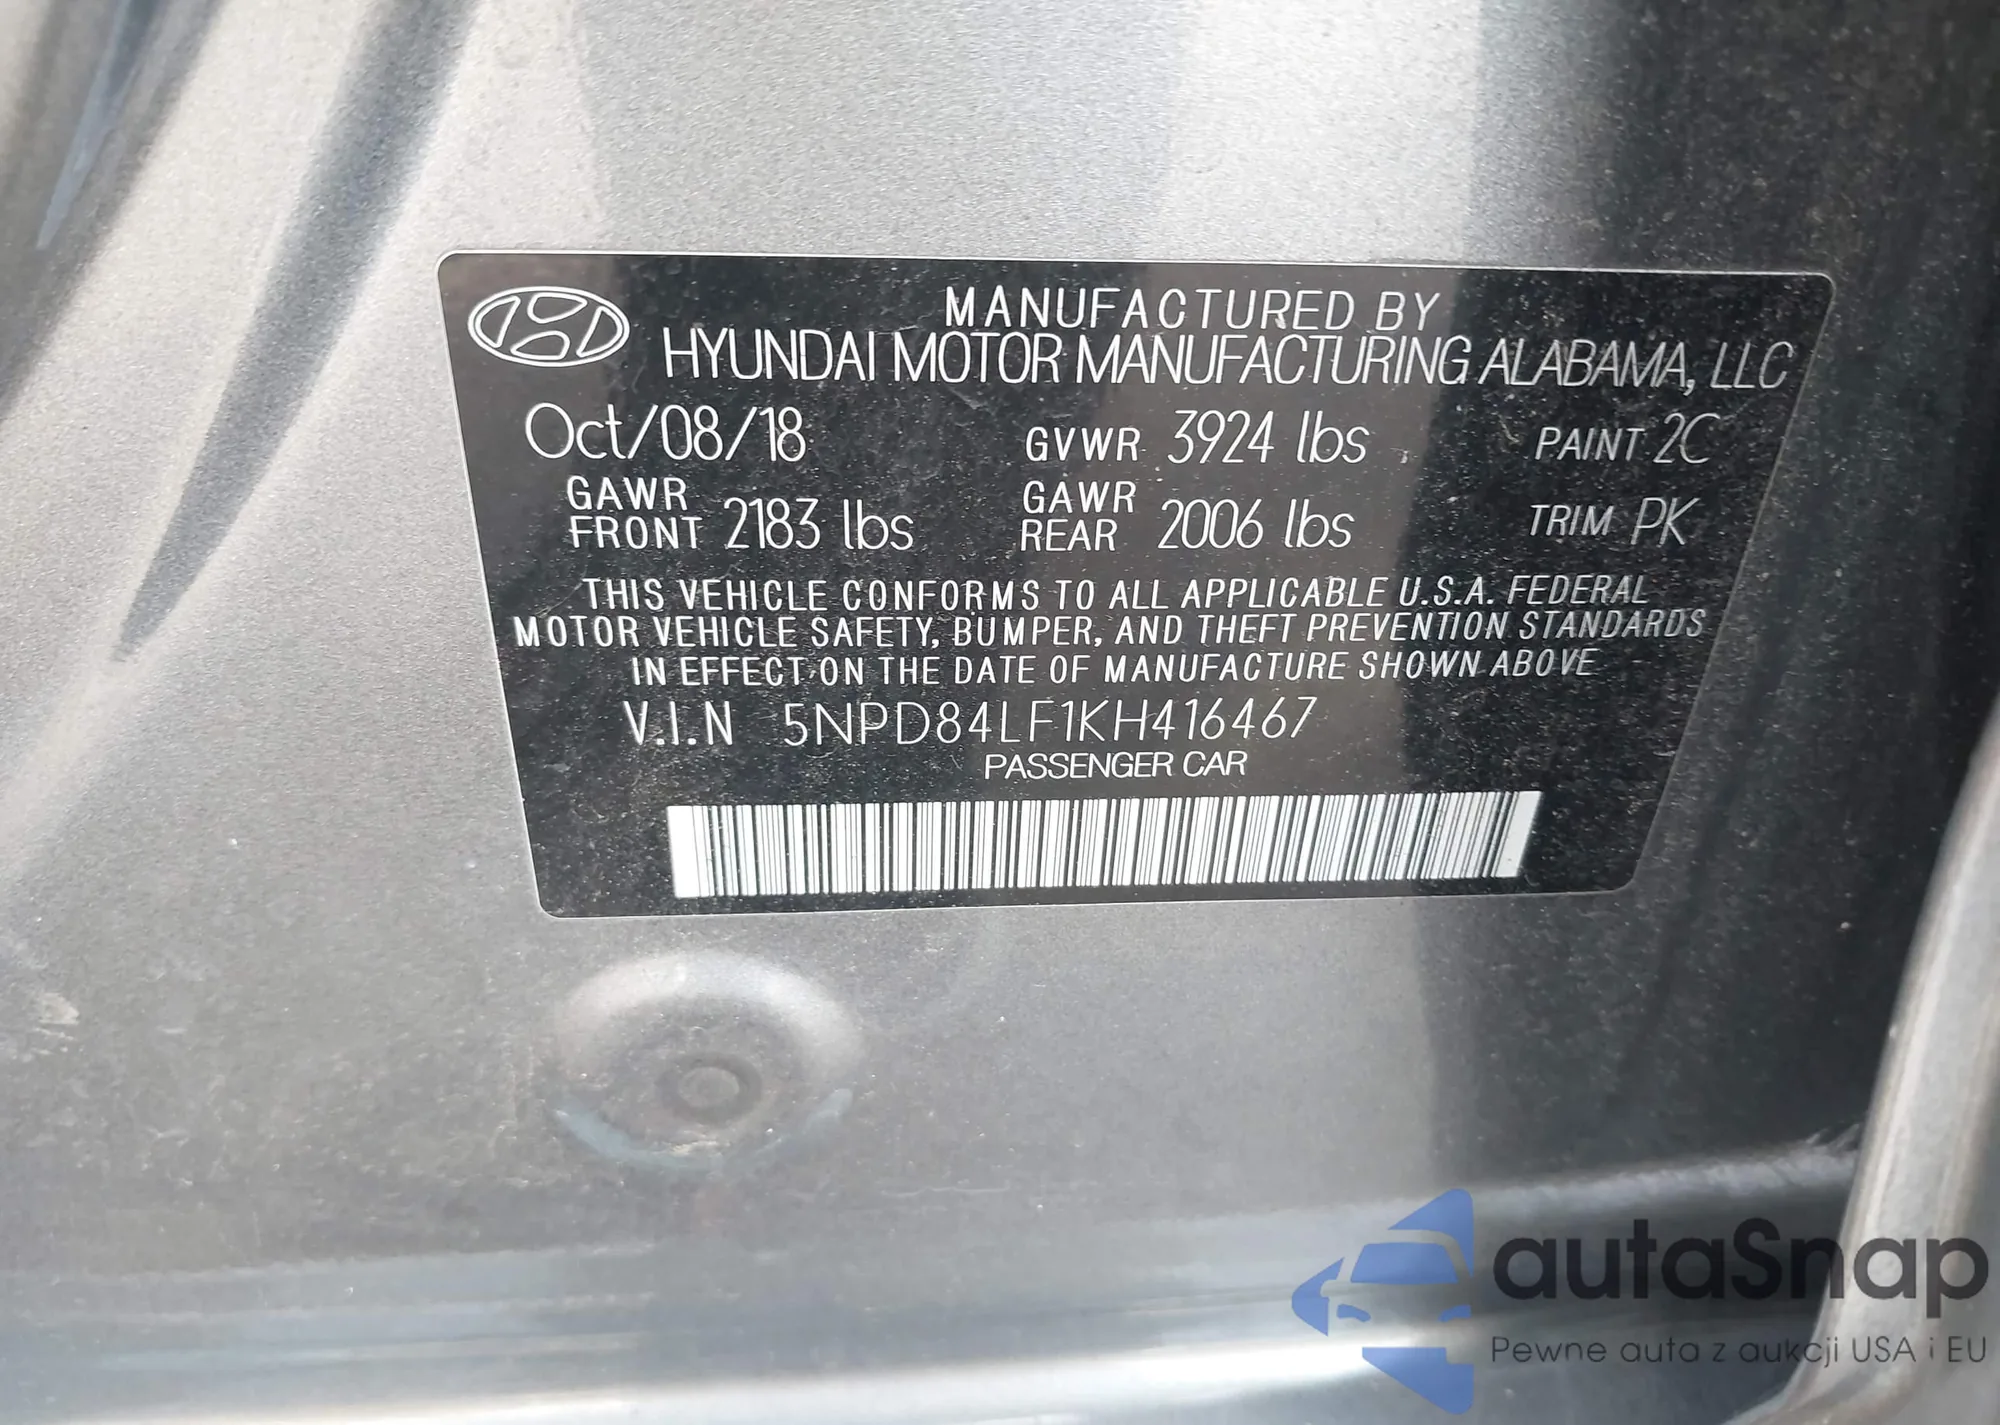 MANUFACTURED BY
HYUNDAI MOTOR MANUFACTURING ALABAMA, LLC
Oct/08/18 GVWR 3924 lbs PAINT 2C
GAWR FRONT 2183 lbs GAWR REAR 2006 lbs TRIM PK
THIS VEHICLE CONFORMS TO ALL APPLICABLE U.S.A. FEDERAL
MOTOR VEHICLE SAFETY, BUMPER, AND THEFT PREVENTION STANDARDS
IN EFFECT ON THE DATE OF MANUFACTURE SHOWN ABOVE
V.I.N 5NPD84LF1KH416467
PASSENGER CAR
autaSnap
Pewne auta z aukcji USA i EU